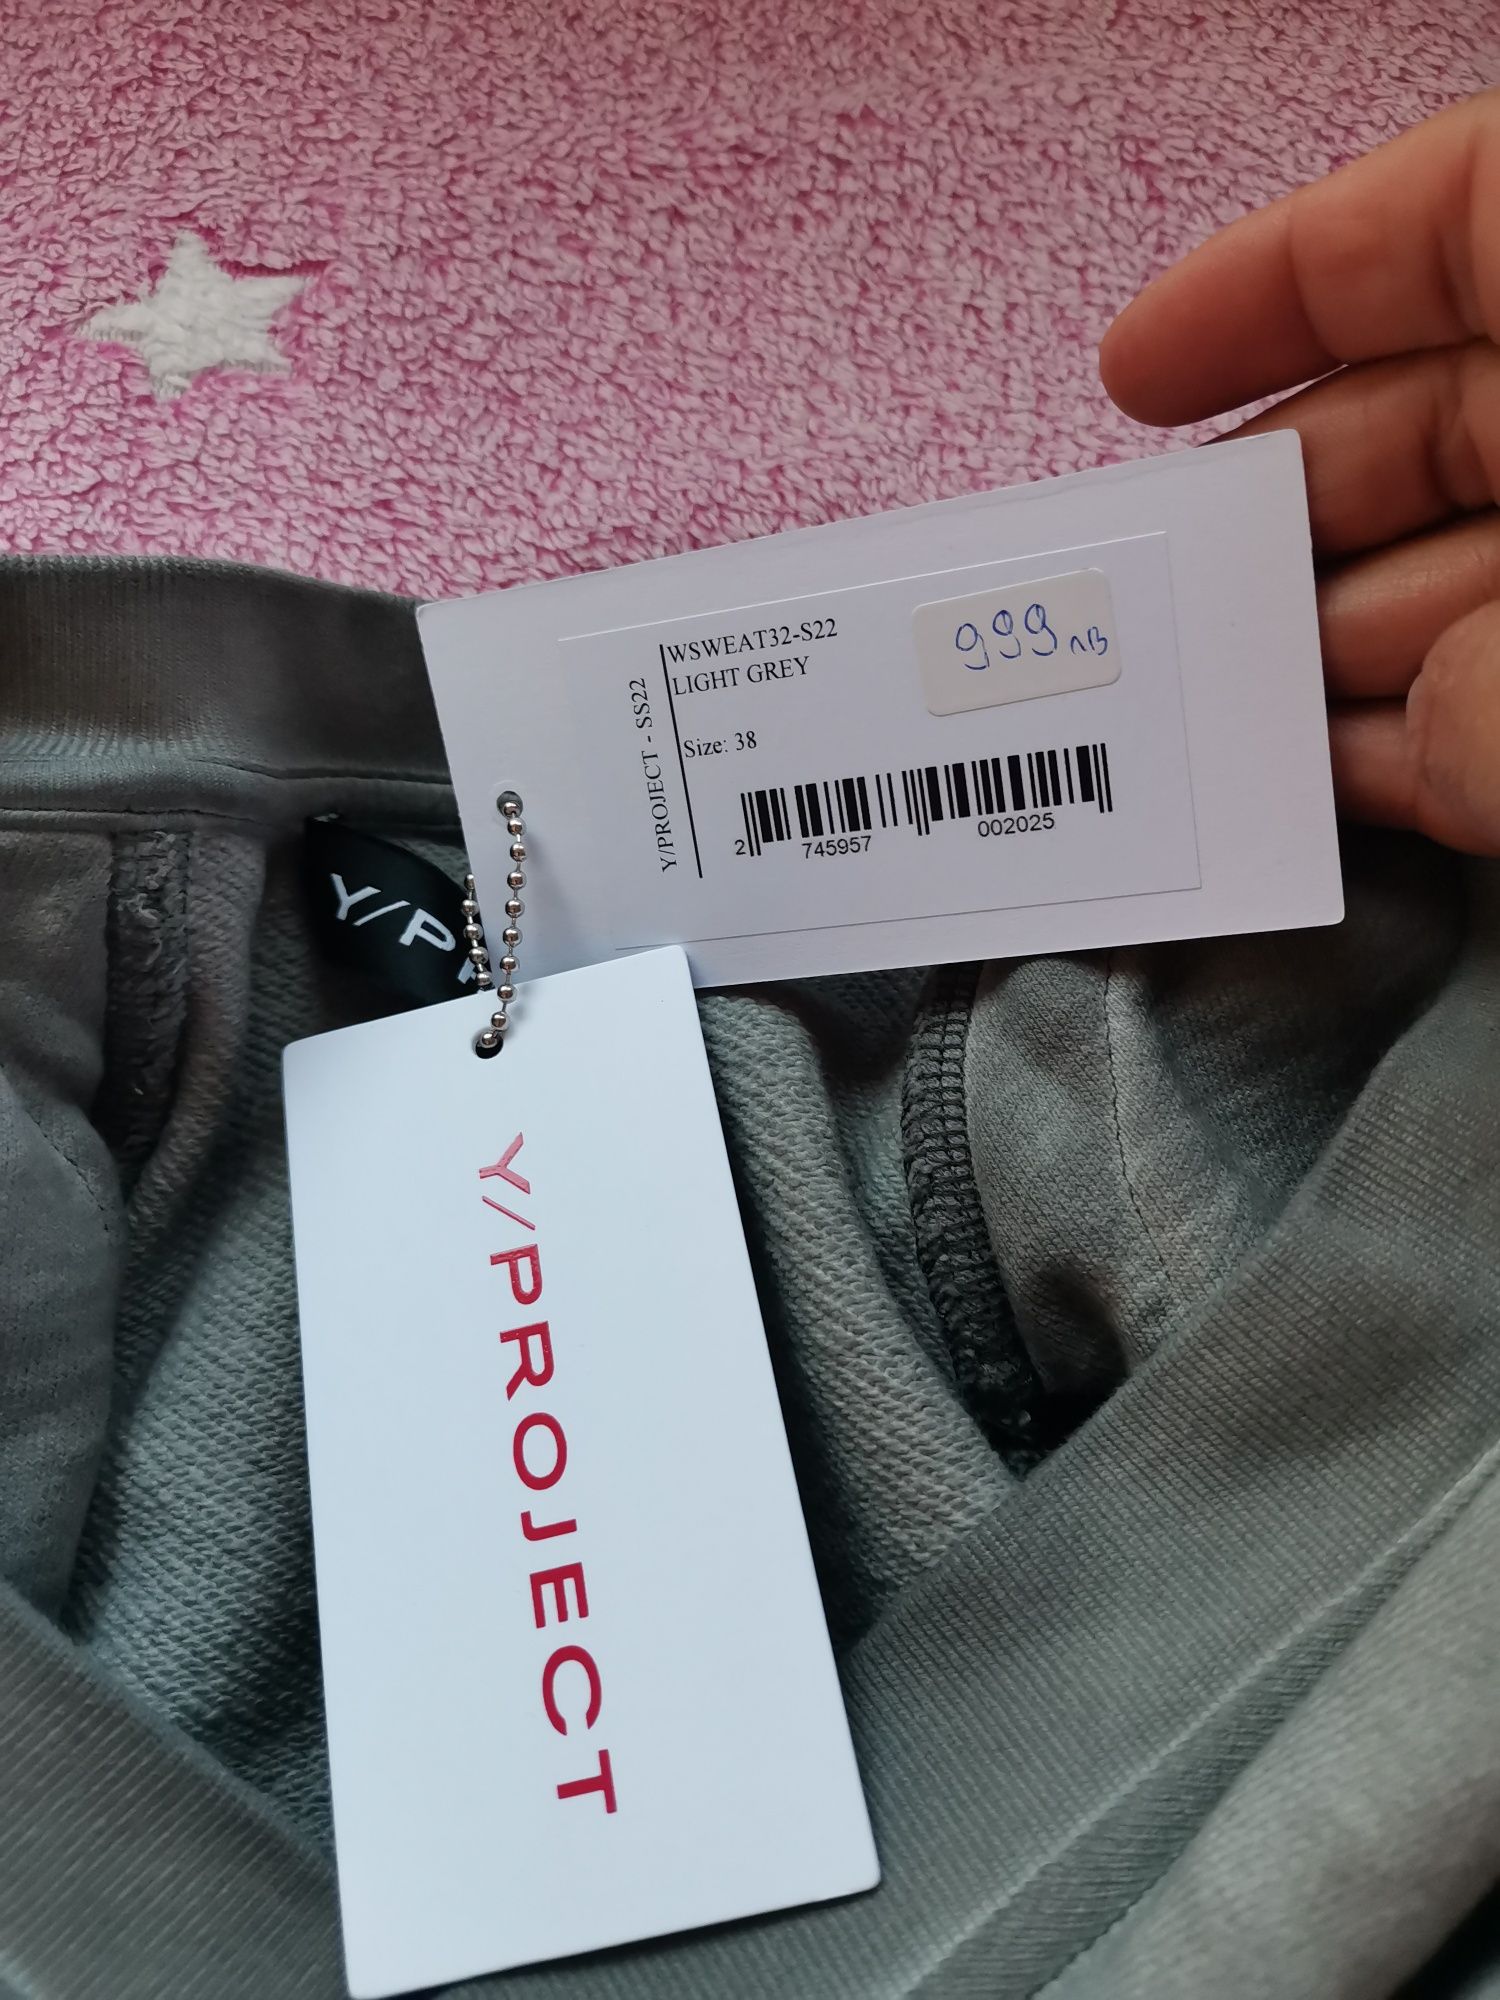 WSWEAT32-S22
LIGHT GREY
999лв
Size: 38
Y/PROJECT - SS22
2 745957 002025
Y/P
Y/PROJECT